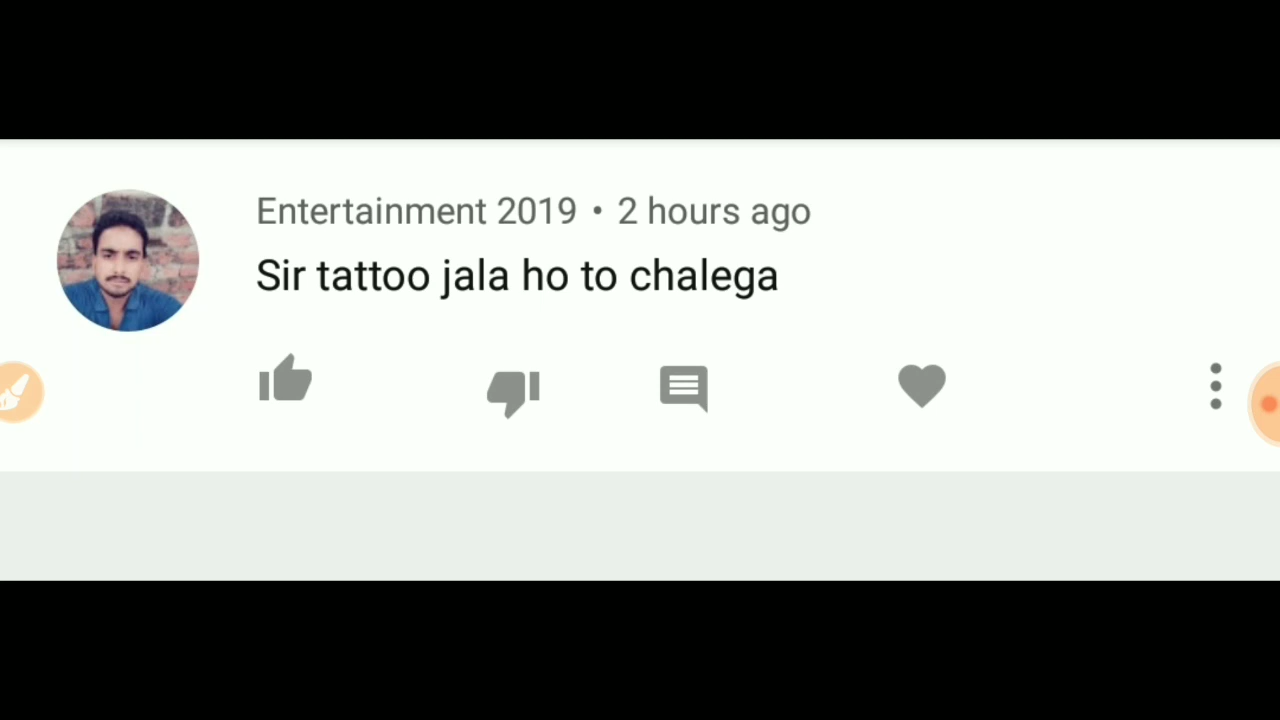 Entertainment 2019 • 2 hours ago
Sir tattoo jala ho to chalega